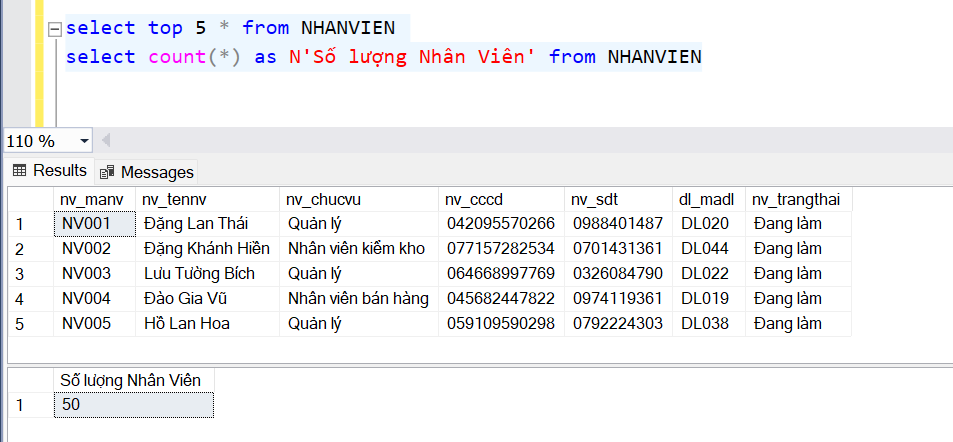 select top 5 * from NHANVIEN
select count(*) as N'Số lượng Nhân Viên' from NHANVIEN
110 %
Results Messages
nv_manv nv_tennv nv_chucvu nv_cccd nv_sdt dl_madl nv_trangthai
1 NV001 Đặng Lan Thái Quản lý 042095570266 0988401487 DL020 Đang làm
2 NV002 Đặng Khánh Hiền Nhân viên kiểm kho 077157282534 0701431361 DL044 Đang làm
3 NV003 Lưu Tường Bích Quản lý 064668997769 0326084790 DL022 Đang làm
4 NV004 Đào Gia Vũ Nhân viên bán hàng 045682447822 0974119361 DL019 Đang làm
5 NV005 Hồ Lan Hoa Quản lý 059109590298 0792224303 DL038 Đang làm
Số lượng Nhân Viên
1 50